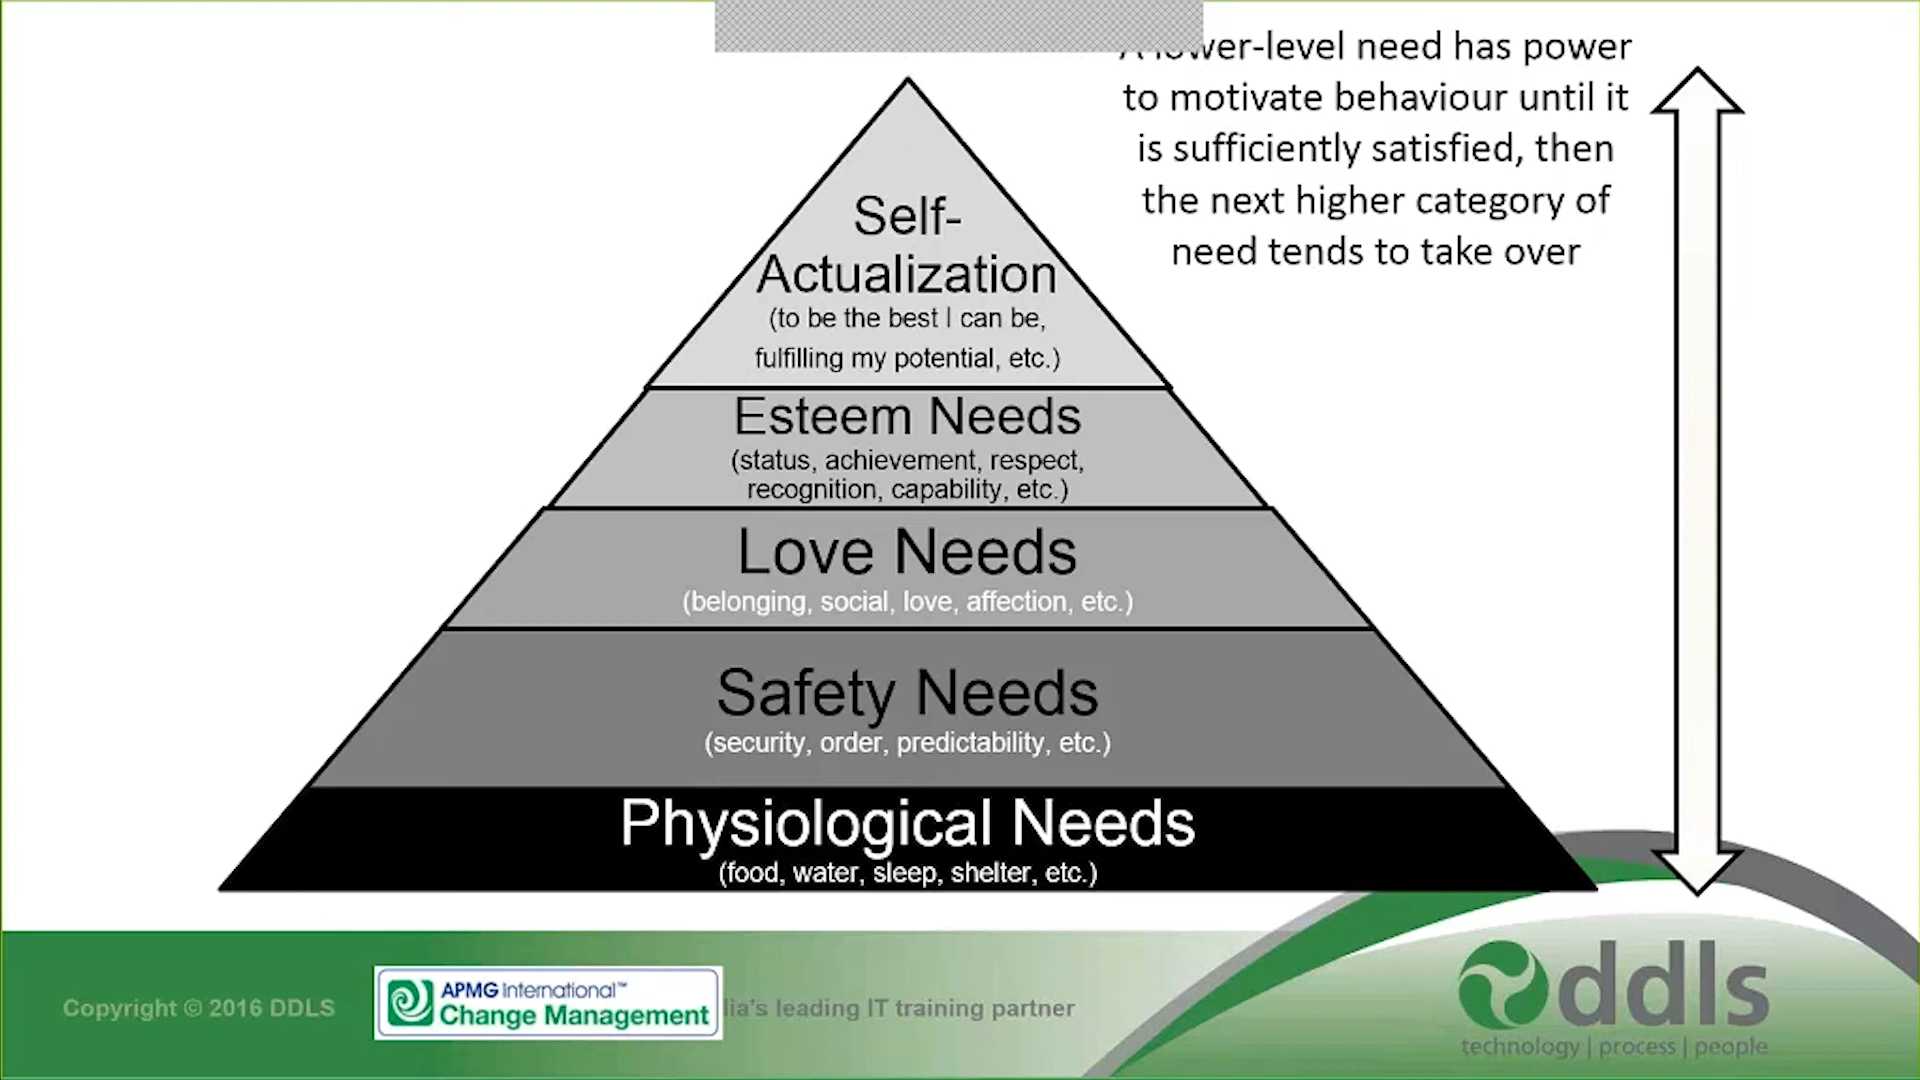 A lower-level need has power
to motivate behaviour until it
is sufficiently satisfied, then
the next higher category of
need tends to take over
Self-
Actualization
(to be the best I can be,
fulfilling my potential, etc.)
Esteem Needs
(status, achievement, respect,
recognition, capability, etc.)
Love Needs
(belonging, social, love, affection, etc.)
Safety Needs
(security, order, predictability, etc.)
Physiological Needs
(food, water, sleep, shelter, etc.)
Copyright © 2016 DDLS
APMG International™
Change Management
lia's leading IT training partner
ddls
technology | process | people